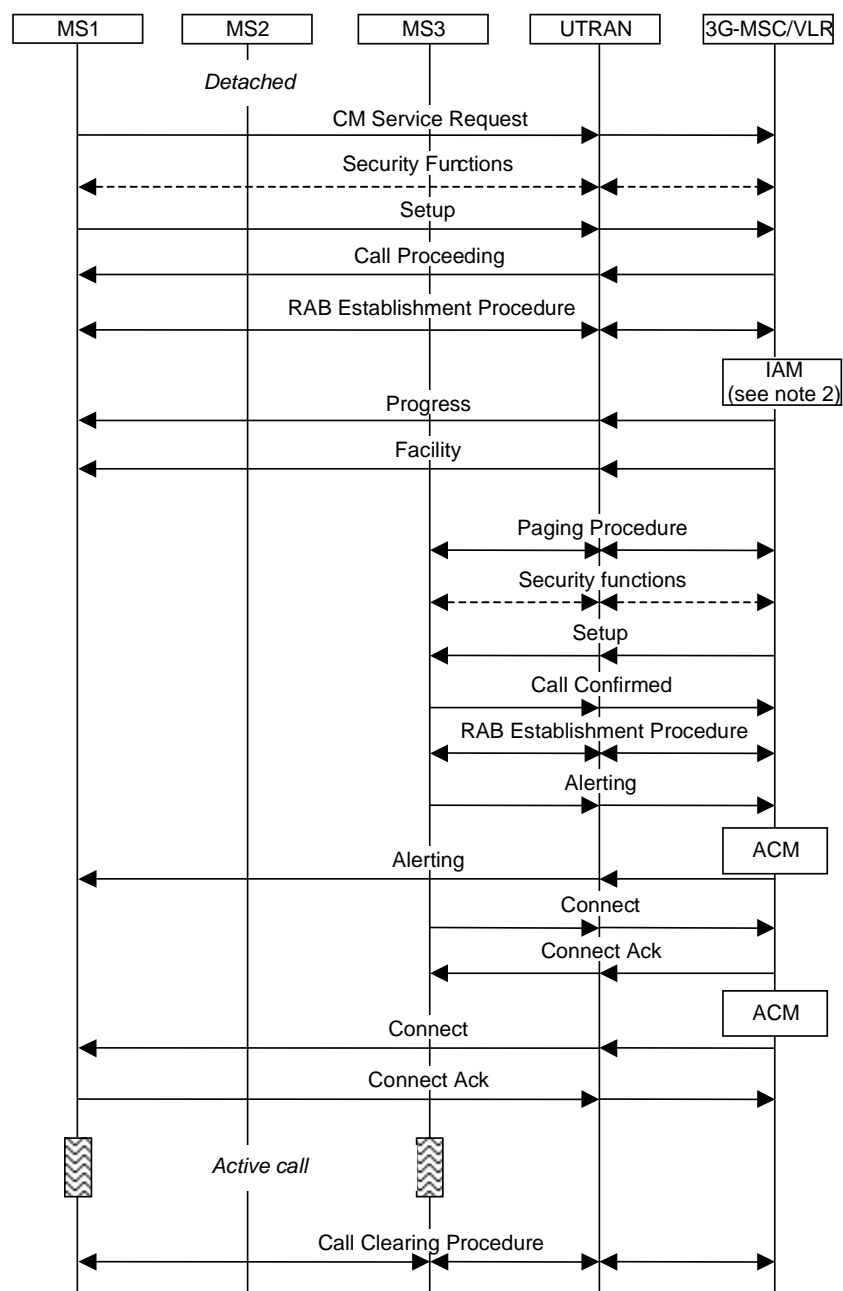 MS1 MS2 MS3 UTRAN 3G-MSC/VLR
Detached
CM Service Request
Security Functions
Setup
Call Proceeding
RAB Establishment Procedure
IAM
(see note 2)
Progress
Facility
Paging Procedure
Security functions
Setup
Call Confirmed
RAB Establishment Procedure
Alerting
ACM
Alerting
Connect
Connect Ack
ACM
Connect
Connect Ack
Active call
Call Clearing Procedure